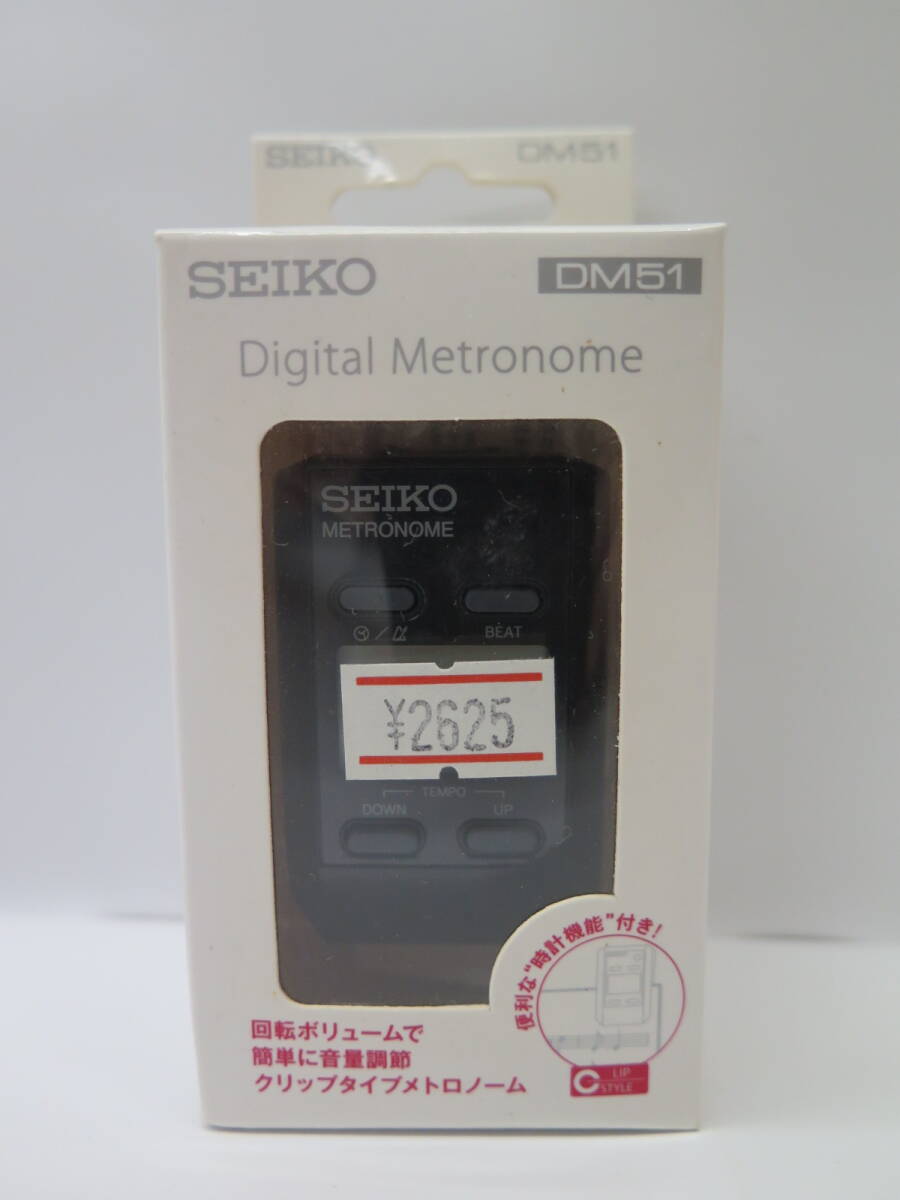 SEIKO DM51
SEIKO DM51
Digital Metronome
SEIKO
METRONOME
BEAT
¥2625
TEMPO
DOWN UP
便利な“時計機能”付き!
回転ボリュームで
簡単に音量調節
クリップタイプメトロノーム
C LIP
STYLE